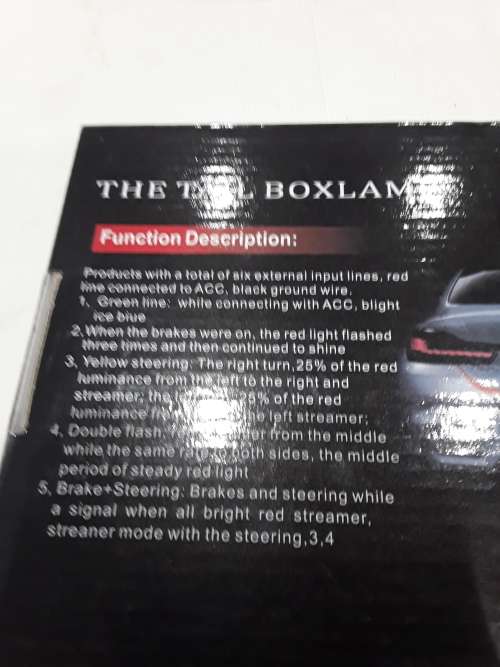 THE BOXLAM
Function Description:
Products with a total of six external input lines, red
line connected to ACC, black ground wire.
1、Green line: while connecting with ACC, blight
ice blue
2、When the brakes were on, the red light flashed
three times and then continued to shine
3、Yellow steering: The right turn, 25% of the red
luminance from the left to the right and
streamer; the 25% of the red
luminance the left streamer;
4、Double flash from the middle
while the same both sides, the middle
period of steady red light
5、Brake+Steering: Brakes and steering while
a signal when all bright red streamer,
streaner mode with the steering,3,4